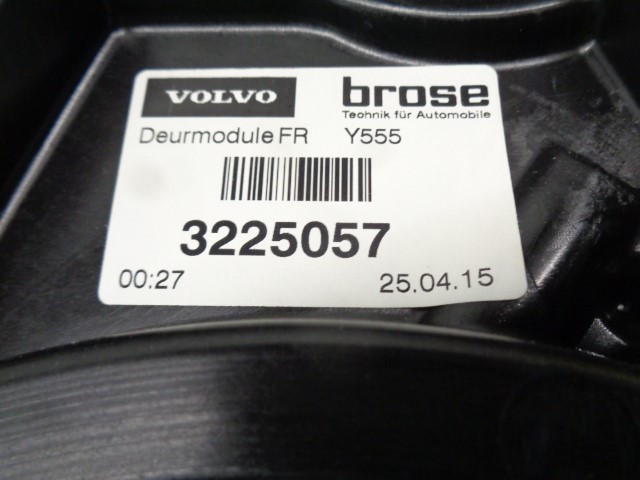 VOLVO brose
Technik für Automobile
Deurmodule FR Y555
3225057
00:27 25.04.15